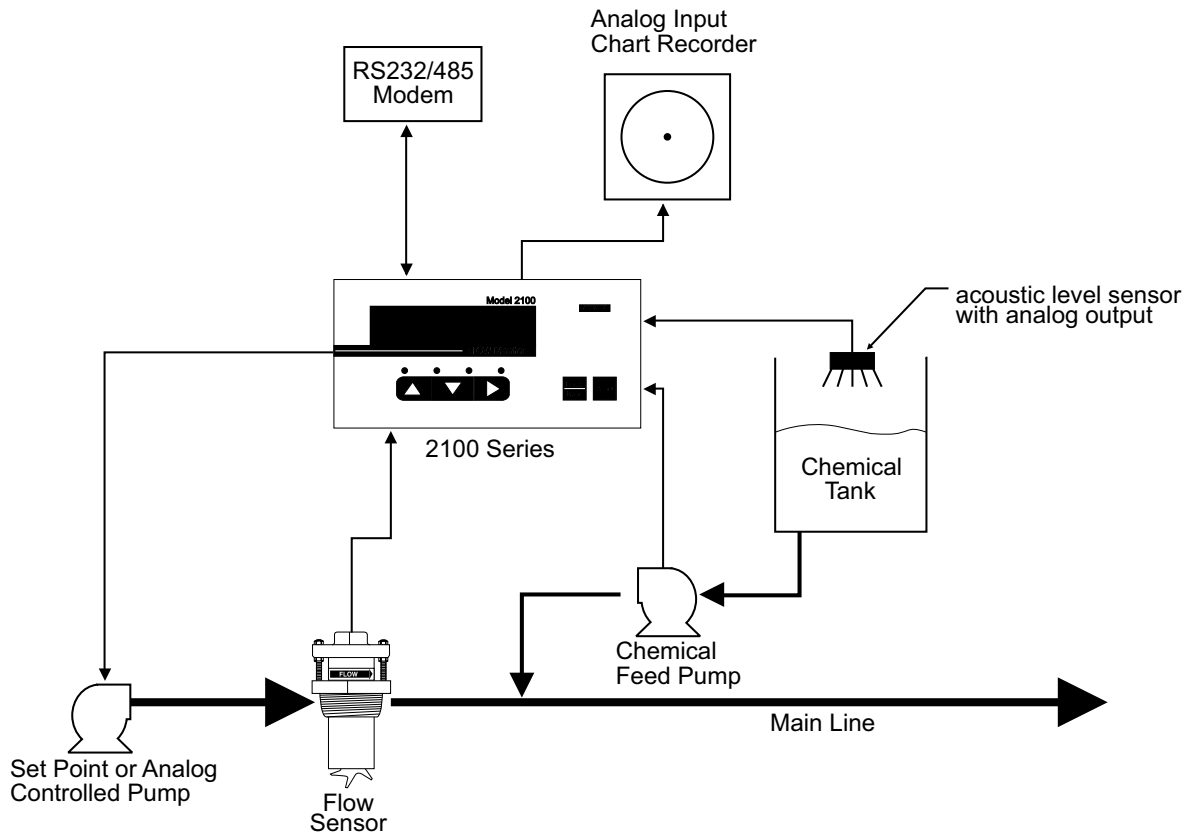 Analog Input
Chart Recorder
RS232/485
Modem
Model 2100
acoustic level sensor
with analog output
2100 Series
Chemical
Tank
Chemical
Feed Pump
FLOW
Main Line
Set Point or Analog
Controlled Pump
Flow
Sensor